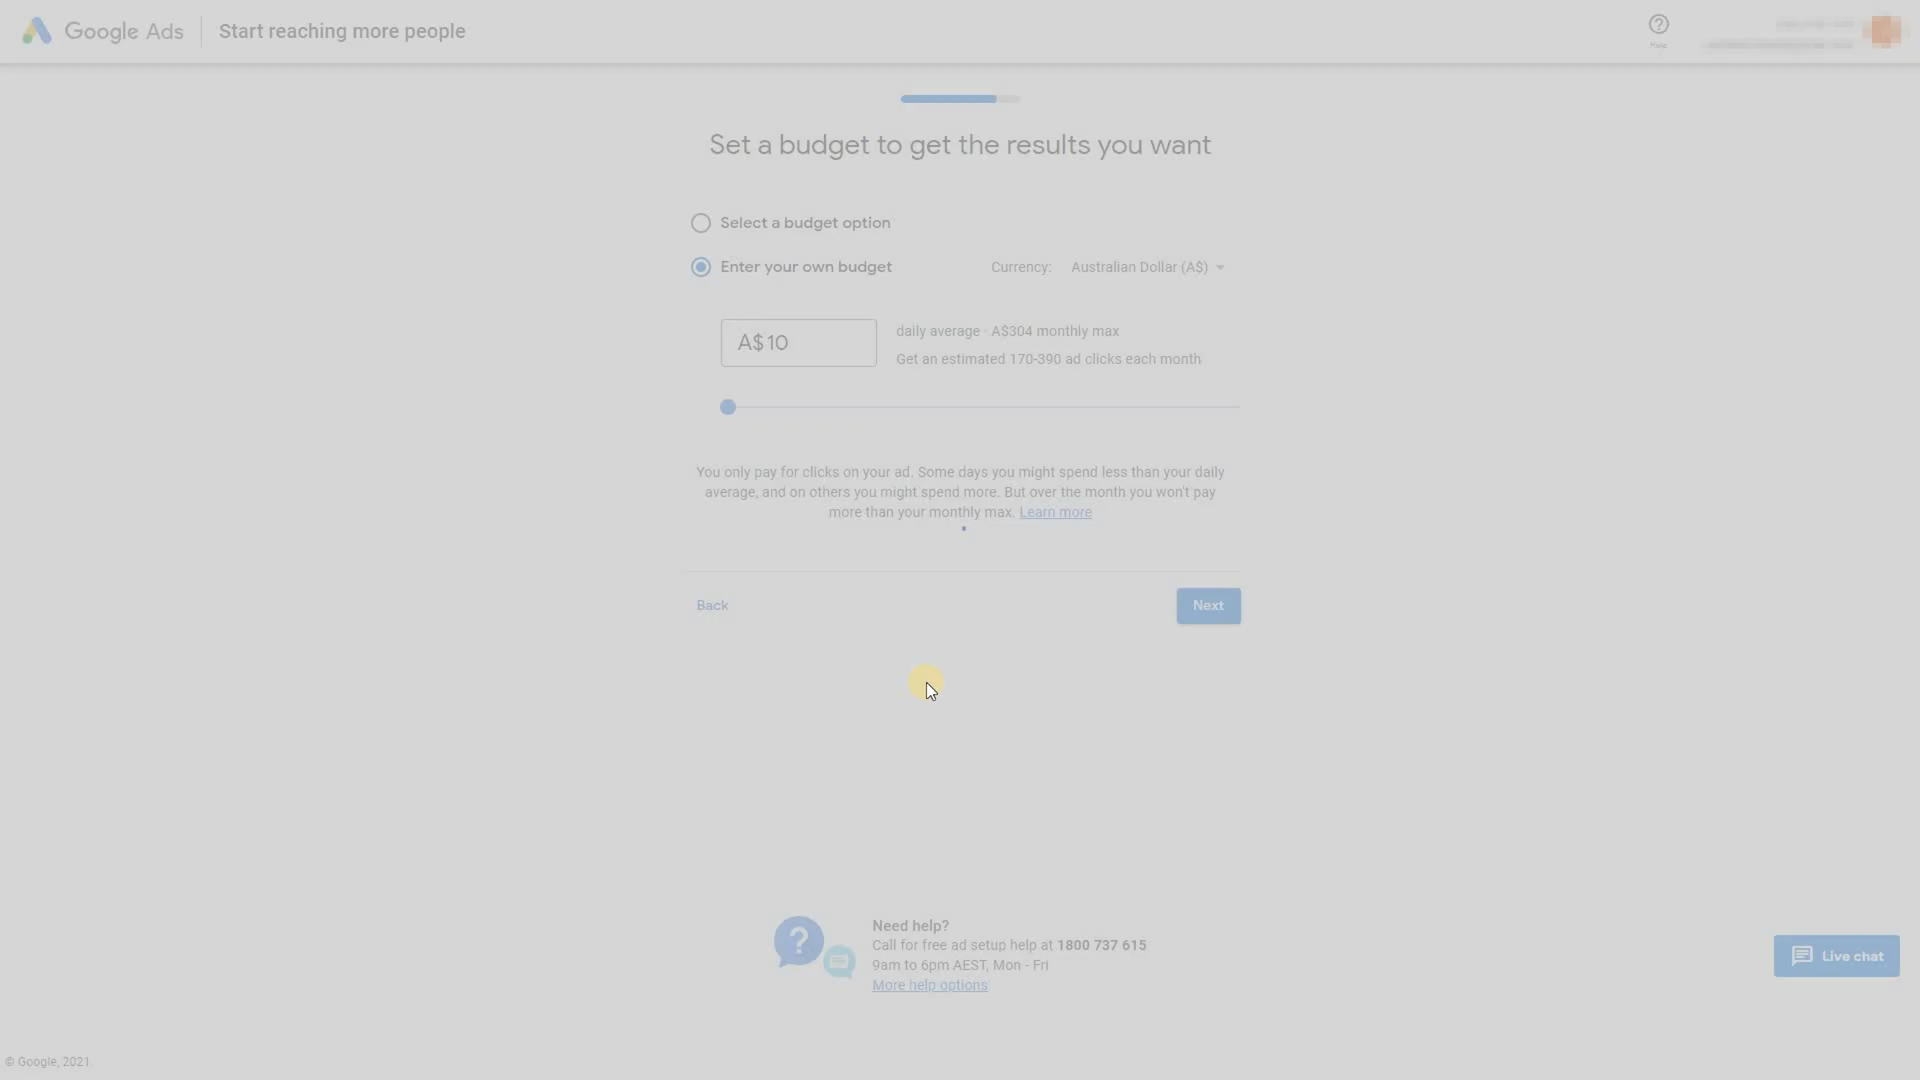 Google Ads
Start reaching more people
Set a budget to get the results you want
Select a budget option
Enter your own budget
Currency: Australian Dollar (A$)
A$ 10
daily average · A$304 monthly max
Get an estimated 170-390 ad clicks each month
You only pay for clicks on your ad. Some days you might spend less than your daily
average, and on others you might spend more. But over the month you won't pay
more than your monthly max. Learn more
Back
Next
Need help?
Call for free ad setup help at 1800 737 615
9am to 6pm AEST, Mon - Fri
More help options
Live chat
© Google, 2021.